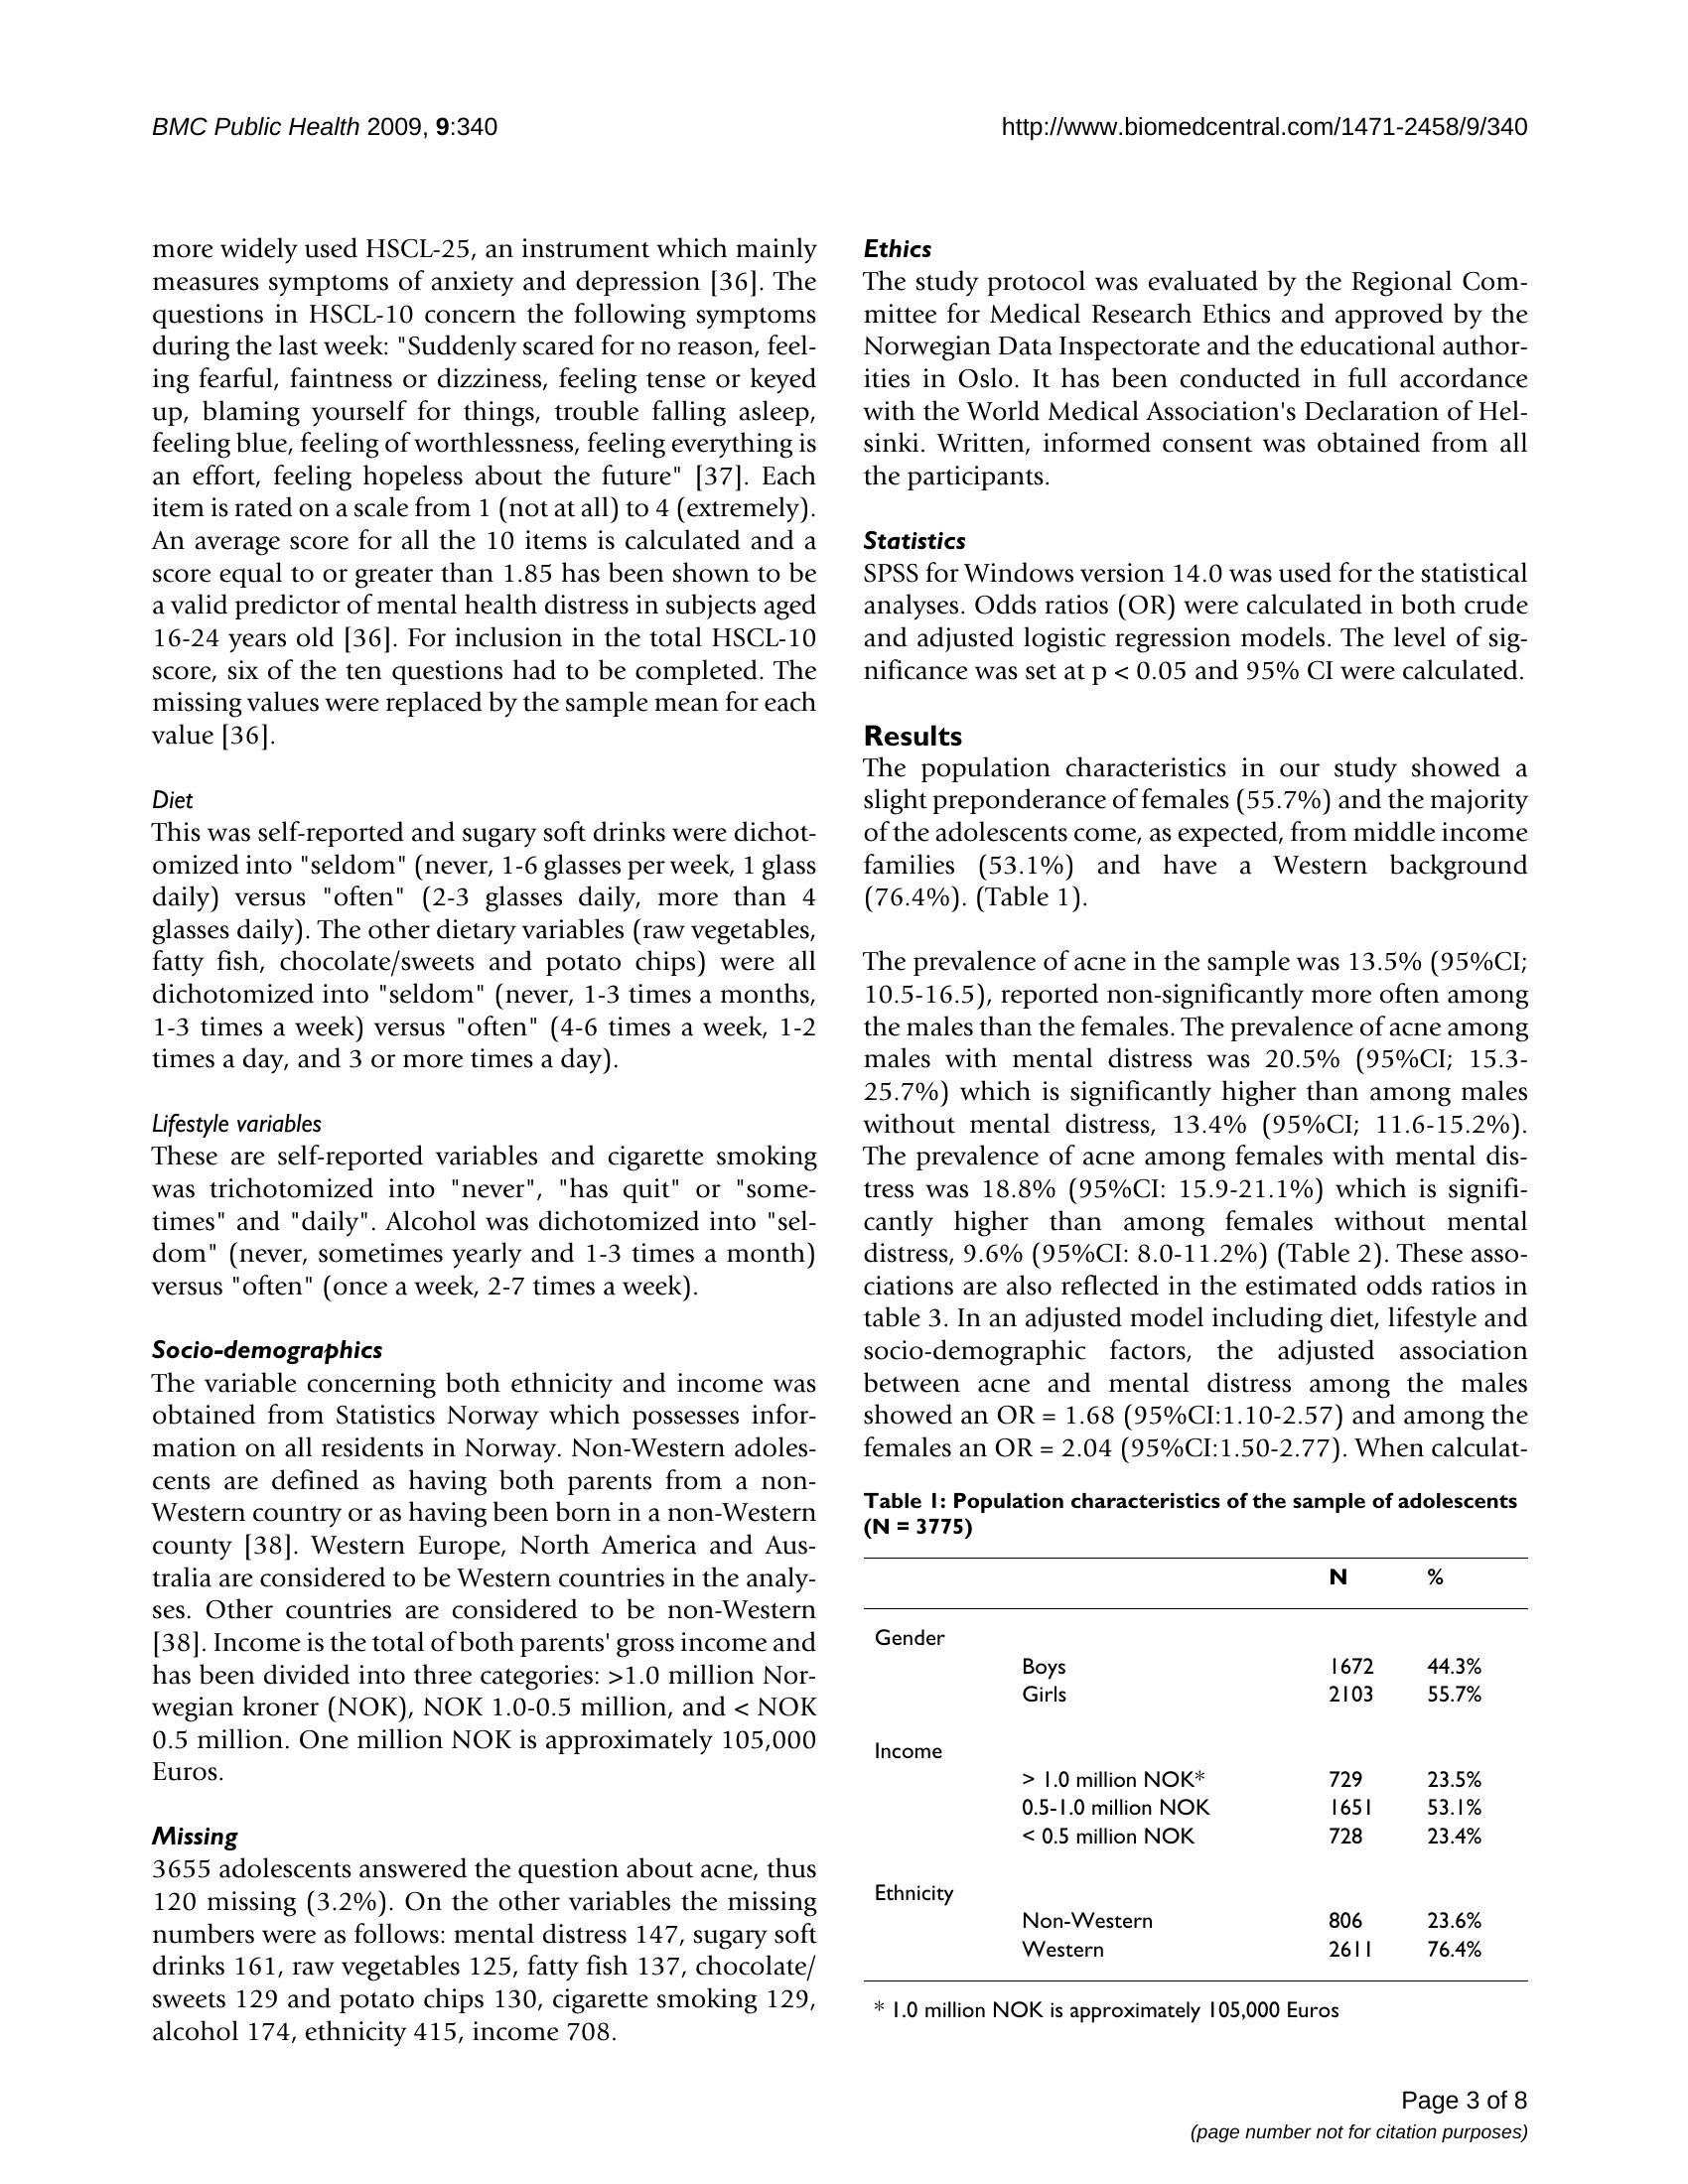 BMC Public Health 2009, 9:340
http://www.biomedcentral.com/1471-2458/9/340
more widely used HSCL-25, an instrument which mainly
measures symptoms of anxiety and depression [36]. The
questions in HSCL-10 concern the following symptoms
during the last week: "Suddenly scared for no reason, feel-
ing fearful, faintness or dizziness, feeling tense or keyed
up, blaming yourself for things, trouble falling asleep,
feeling blue, feeling of worthlessness, feeling everything is
an effort, feeling hopeless about the future" [37]. Each
item is rated on a scale from 1 (not at all) to 4 (extremely).
An average score for all the 10 items is calculated and a
score equal to or greater than 1.85 has been shown to be
a valid predictor of mental health distress in subjects aged
16-24 years old [36]. For inclusion in the total HSCL-10
score, six of the ten questions had to be completed. The
missing values were replaced by the sample mean for each
value [36].
Diet
This was self-reported and sugary soft drinks were dichot-
omized into "seldom" (never, 1-6 glasses per week, 1 glass
daily) versus "often" (2-3 glasses daily, more than 4
glasses daily). The other dietary variables (raw vegetables,
fatty fish, chocolate/sweets and potato chips) were all
dichotomized into "seldom" (never, 1-3 times a months,
1-3 times a week) versus "often" (4-6 times a week, 1-2
times a day, and 3 or more times a day).
Lifestyle variables
These are self-reported variables and cigarette smoking
was trichotomized into "never", "has quit" or "some-
times" and "daily". Alcohol was dichotomized into "sel-
dom" (never, sometimes yearly and 1-3 times a month)
versus "often" (once a week, 2-7 times a week).
Socio-demographics
The variable concerning both ethnicity and income was
obtained from Statistics Norway which possesses infor-
mation on all residents in Norway. Non-Western adoles-
cents are defined as having both parents from a non-
Western country or as having been born in a non-Western
county [38]. Western Europe, North America and Aus-
tralia are considered to be Western countries in the analy-
ses. Other countries are considered to be non-Western
[38]. Income is the total of both parents' gross income and
has been divided into three categories: >1.0 million Nor-
wegian kroner (NOK), NOK 1.0-0.5 million, and < NOK
0.5 million. One million NOK is approximately 105,000
Euros.
Missing
3655 adolescents answered the question about acne, thus
120 missing (3.2%). On the other variables the missing
numbers were as follows: mental distress 147, sugary soft
drinks 161, raw vegetables 125, fatty fish 137, chocolate/
sweets 129 and potato chips 130, cigarette smoking 129,
alcohol 174, ethnicity 415, income 708.
Ethics
The study protocol was evaluated by the Regional Com-
mittee for Medical Research Ethics and approved by the
Norwegian Data Inspectorate and the educational author-
ities in Oslo. It has been conducted in full accordance
with the World Medical Association's Declaration of Hel-
sinki. Written, informed consent was obtained from all
the participants.
Statistics
SPSS for Windows version 14.0 was used for the statistical
analyses. Odds ratios (OR) were calculated in both crude
and adjusted logistic regression models. The level of sig-
nificance was set at p < 0.05 and 95% CI were calculated.
Results
The population characteristics in our study showed a
slight preponderance of females (55.7%) and the majority
of the adolescents come, as expected, from middle income
families (53.1%) and have a Western background
(76.4%). (Table 1).
The prevalence of acne in the sample was 13.5% (95%CI;
10.5-16.5), reported non-significantly more often among
the males than the females. The prevalence of acne among
males with mental distress was 20.5% (95%CI; 15.3-
25.7%) which is significantly higher than among males
without mental distress, 13.4% (95%CI; 11.6-15.2%).
The prevalence of acne among females with mental dis-
tress was 18.8% (95%CI: 15.9-21.1%) which is signifi-
cantly higher than among females without mental
distress, 9.6% (95%CI: 8.0-11.2%) (Table 2). These asso-
ciations are also reflected in the estimated odds ratios in
table 3. In an adjusted model including diet, lifestyle and
socio-demographic factors, the adjusted association
between acne and mental distress among the males
showed an OR = 1.68 (95%CI:1.10-2.57) and among the
females an OR = 2.04 (95%CI:1.50-2.77). When calculat-
Table 1: Population characteristics of the sample of adolescents
(N = 3775)
N %
Gender
Boys 1672 44.3%
Girls 2103 55.7%
Income
> 1.0 million NOK* 729 23.5%
0.5-1.0 million NOK 1651 53.1%
< 0.5 million NOK 728 23.4%
Ethnicity
Non-Western 806 23.6%
Western 2611 76.4%
* 1.0 million NOK is approximately 105,000 Euros
Page 3 of 8
(page number not for citation purposes)